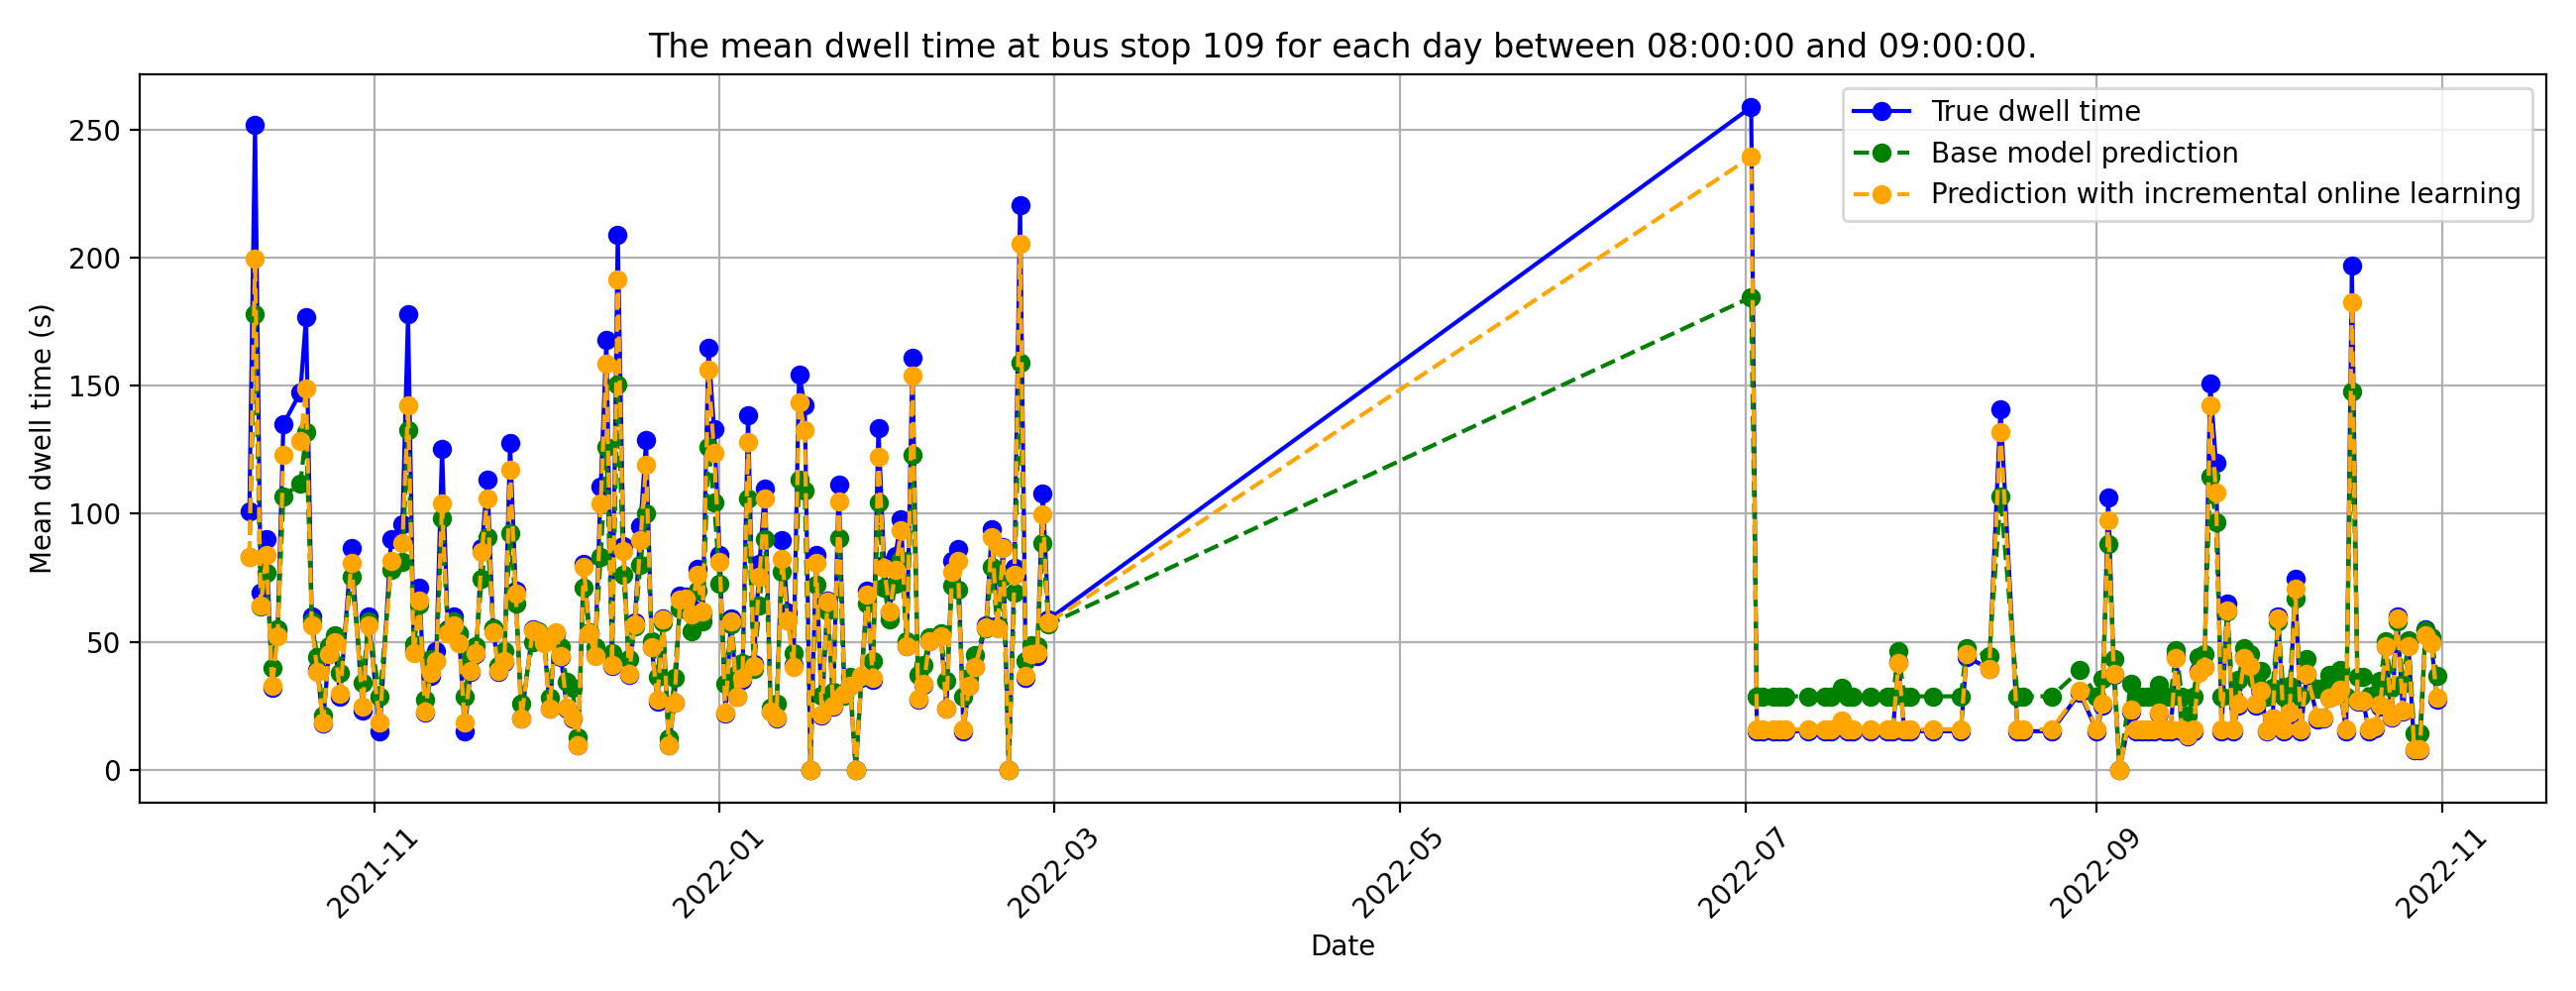 The mean dwell time at bus stop 109 for each day between 08:00:00 and 09:00:00.
True dwell time
Base model prediction
Prediction with incremental online learning
Mean dwell time (s)
250
200
150
100
50
0
2021-11
2022-01
2022-03
2022-05
2022-07
2022-09
2022-11
Date